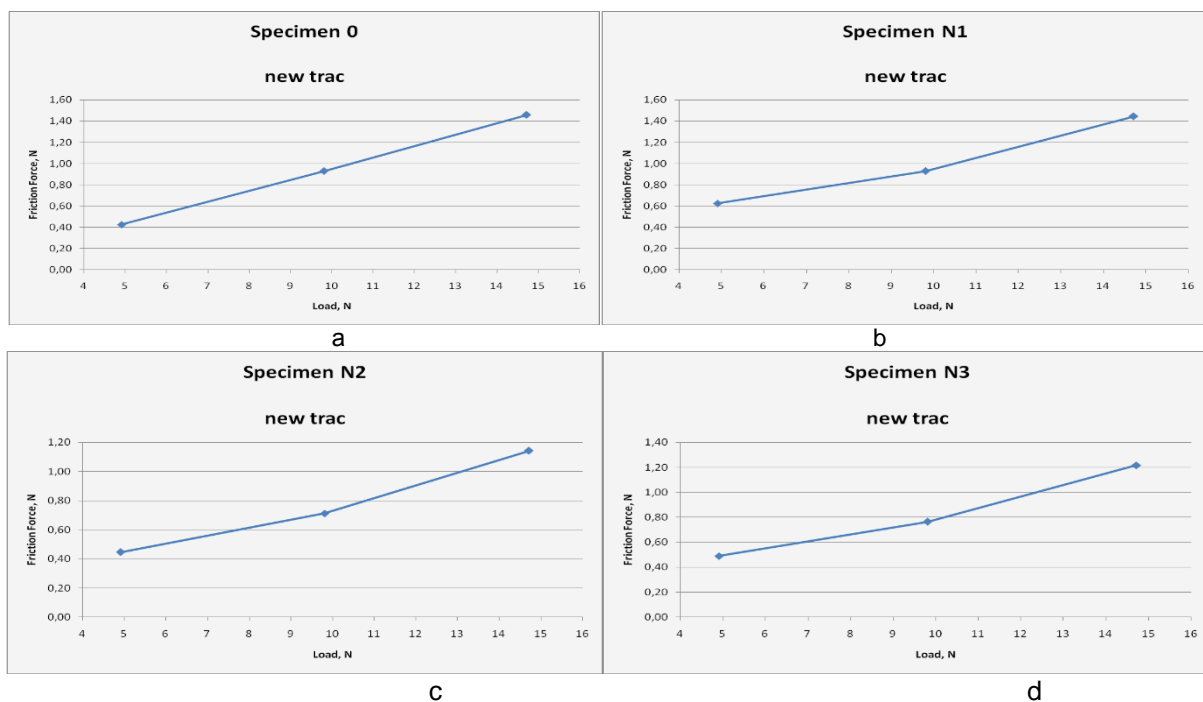 Specimen 0
new trac
Friction Force, N
1,60
1,40
1,20
1,00
0,80
0,60
0,40
0,20
0,00
4 5 6 7 8 9 10 11 12 13 14 15 16
Load, N
a
Specimen N1
new trac
Friction Force, N
1,60
1,40
1,20
1,00
0,80
0,60
0,40
0,20
0,00
4 5 6 7 8 9 10 11 12 13 14 15 16
Load, N
b
Specimen N2
new trac
Friction Force, N
1,20
1,00
0,80
0,60
0,40
0,20
0,00
4 5 6 7 8 9 10 11 12 13 14 15 16
Load, N
c
Specimen N3
new trac
Friction Force, N
1,40
1,20
1,00
0,80
0,60
0,40
0,20
0,00
4 5 6 7 8 9 10 11 12 13 14 15 16
Load, N
d